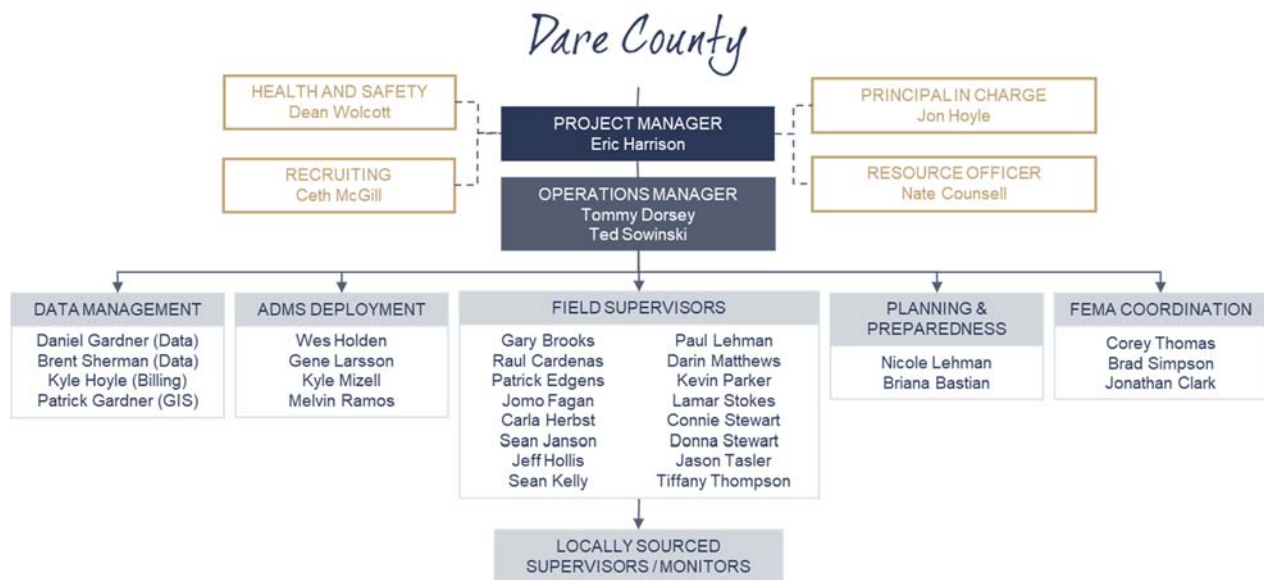 Dare County
HEALTH AND SAFETY
Dean Wolcott
RECRUITING
Ceth McGill
PROJECT MANAGER
Eric Harrison
OPERATIONS MANAGER
Tommy Dorsey
Ted Sowinski
PRINCIPAL IN CHARGE
Jon Hoyle
RESOURCE OFFICER
Nate Counsell
DATA MANAGEMENT
Daniel Gardner (Data)
Brent Sherman (Data)
Kyle Hoyle (Billing)
Patrick Gardner (GIS)
ADMS DEPLOYMENT
Wes Holden
Gene Larsson
Kyle Mizell
Melvin Ramos
FIELD SUPERVISORS
Gary Brooks
Raul Cardenas
Patrick Edgens
Jomo Fagan
Carla Herbst
Sean Janson
Jeff Hollis
Sean Kelly
Paul Lehman
Darin Matthews
Kevin Parker
Lamar Stokes
Connie Stewart
Donna Stewart
Jason Tasler
Tiffany Thompson
PLANNING &
PREPAREDNESS
Nicole Lehman
Briana Bastian
FEMA COORDINATION
Corey Thomas
Brad Simpson
Jonathan Clark
LOCALLY SOURCED
SUPERVISORS / MONITORS